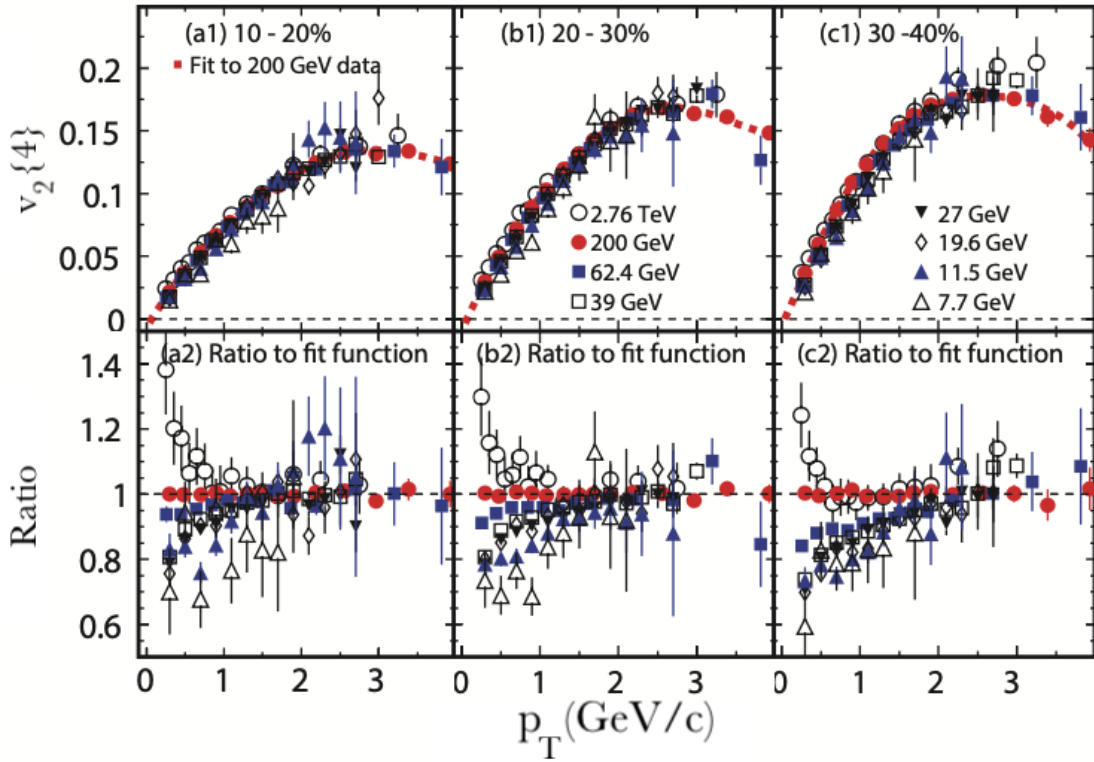 (a1) 10 - 20%
Fit to 200 GeV data
(b1) 20 - 30%
(c1) 30 -40%
0.2
0.15
0.1
0.05
0
v2{4}
2.76 TeV
200 GeV
62.4 GeV
39 GeV
27 GeV
19.6 GeV
11.5 GeV
7.7 GeV
(a2) Ratio to fit function
(b2) Ratio to fit function
(c2) Ratio to fit function
1.4
1.2
1
0.8
0.6
Ratio
0 1 2 3 0 1 2 3 0 1 2 3
pT(GeV/c)